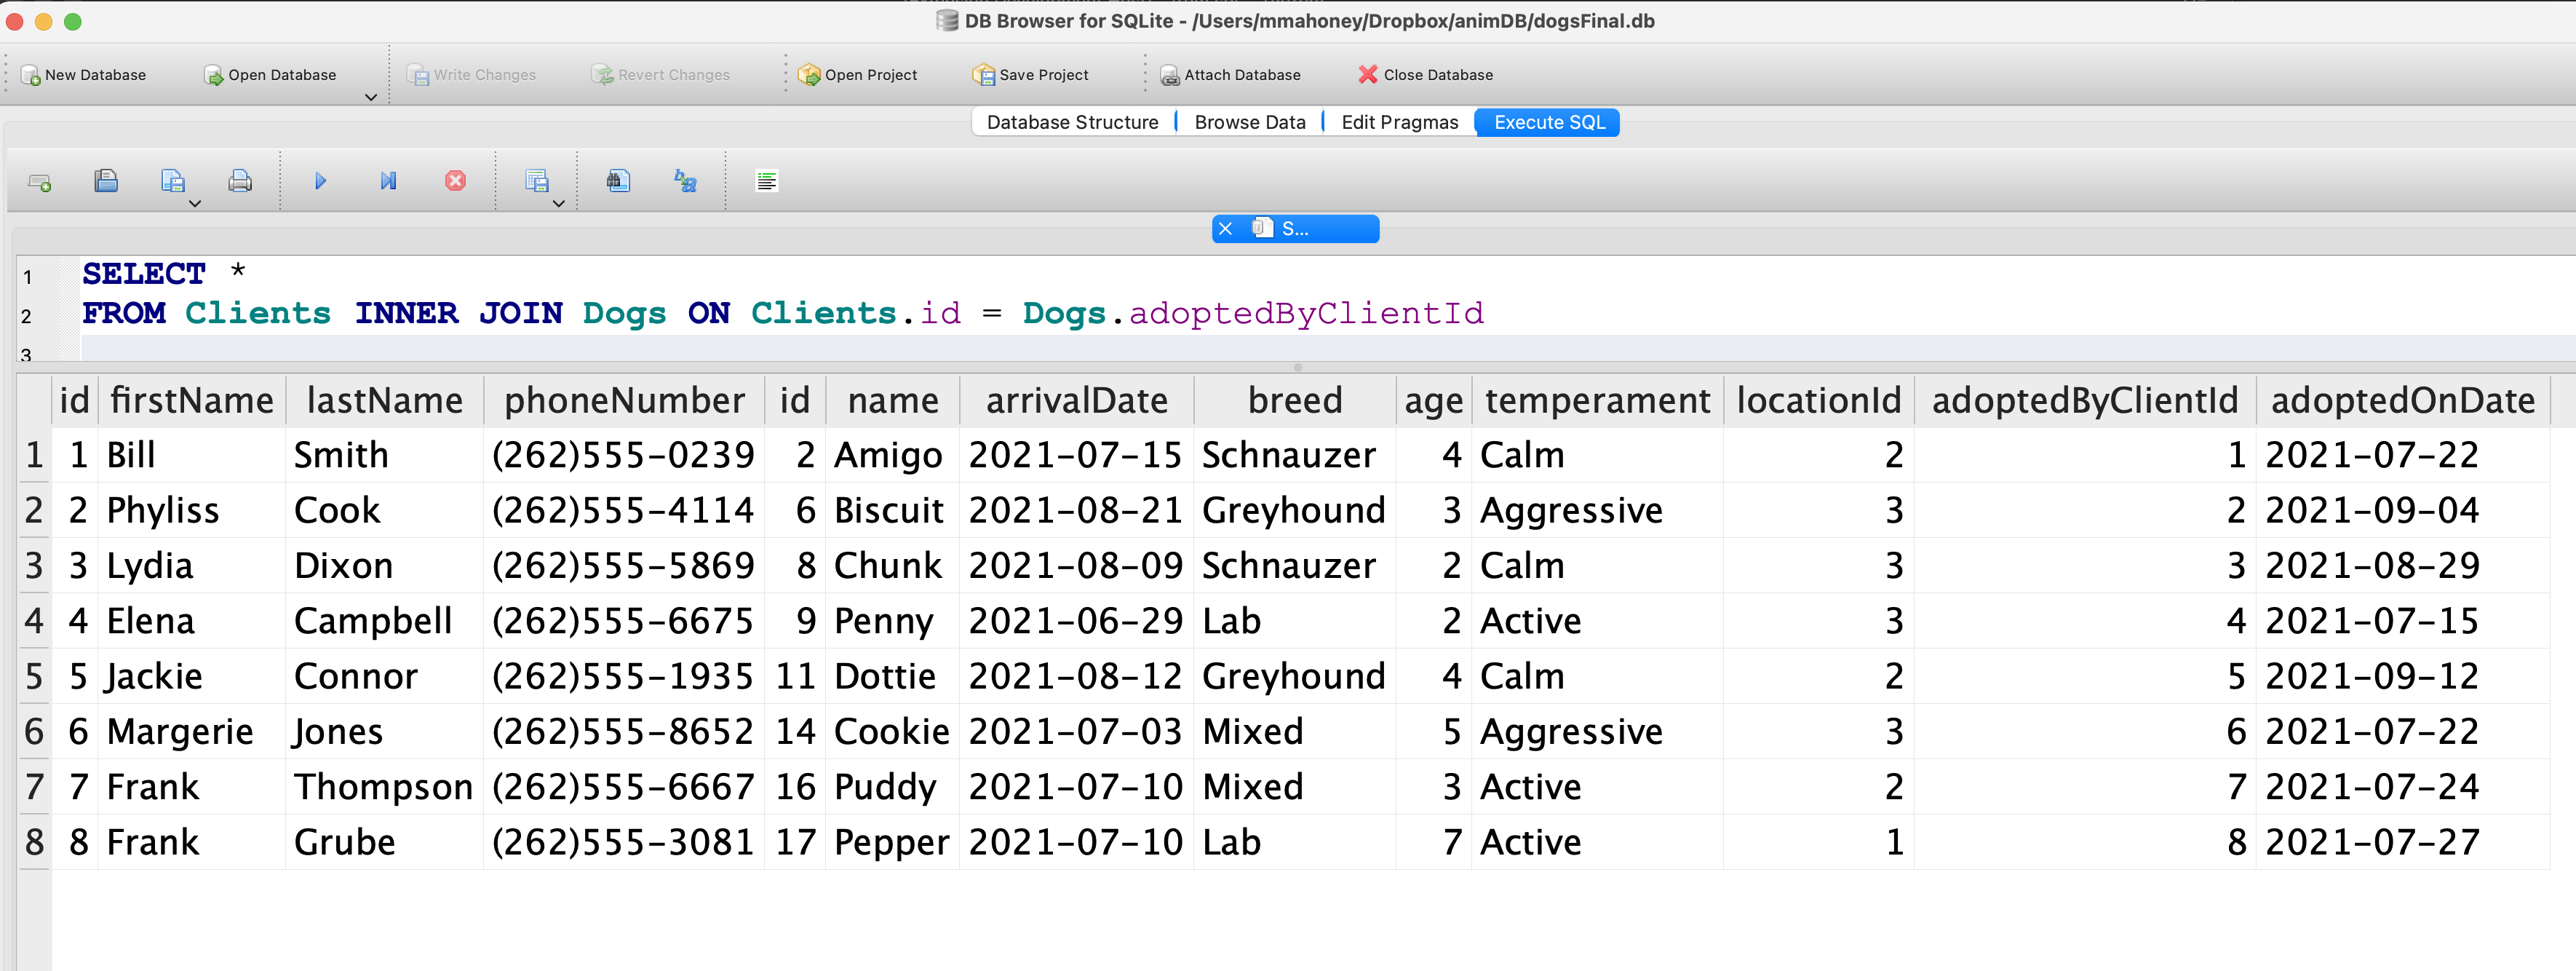 DB Browser for SQLite - /Users/mmahoney/Dropbox/animDB/dogsFinal.db
New Database Open Database Write Changes Revert Changes Open Project Save Project Attach Database Close Database
Database Structure Browse Data Edit Pragmas Execute SQL
S...
1 SELECT *
2 FROM Clients INNER JOIN Dogs ON Clients.id = Dogs.adoptedByClientId
3
id firstName lastName phoneNumber id name arrivalDate breed age temperament locationId adoptedByClientId adoptedOnDate
1 1 Bill Smith (262)555-0239 2 Amigo 2021-07-15 Schnauzer 4 Calm 2 1 2021-07-22
2 2 Phyliss Cook (262)555-4114 6 Biscuit 2021-08-21 Greyhound 3 Aggressive 3 2 2021-09-04
3 3 Lydia Dixon (262)555-5869 8 Chunk 2021-08-09 Schnauzer 2 Calm 3 3 2021-08-29
4 4 Elena Campbell (262)555-6675 9 Penny 2021-06-29 Lab 2 Active 3 4 2021-07-15
5 5 Jackie Connor (262)555-1935 11 Dottie 2021-08-12 Greyhound 4 Calm 2 5 2021-09-12
6 6 Margerie Jones (262)555-8652 14 Cookie 2021-07-03 Mixed 5 Aggressive 3 6 2021-07-22
7 7 Frank Thompson (262)555-6667 16 Puddy 2021-07-10 Mixed 3 Active 2 7 2021-07-24
8 8 Frank Grube (262)555-3081 17 Pepper 2021-07-10 Lab 7 Active 1 8 2021-07-27